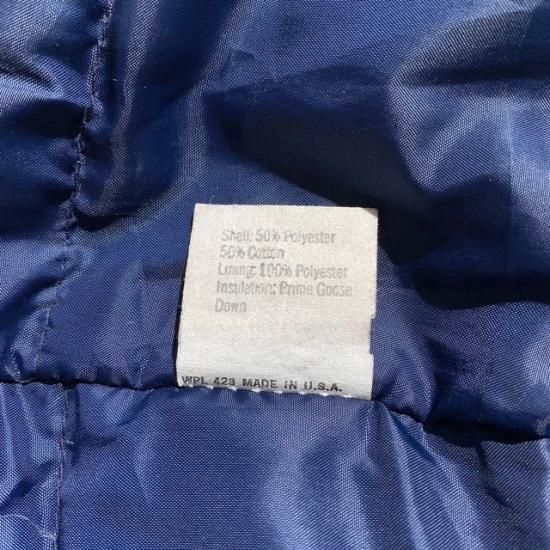 Shell: 50% Polyester
50% Cotton
Lining: 100% Polyester
Insulation: Prime Goose
Down
WPL 423 MADE IN U.S.A.